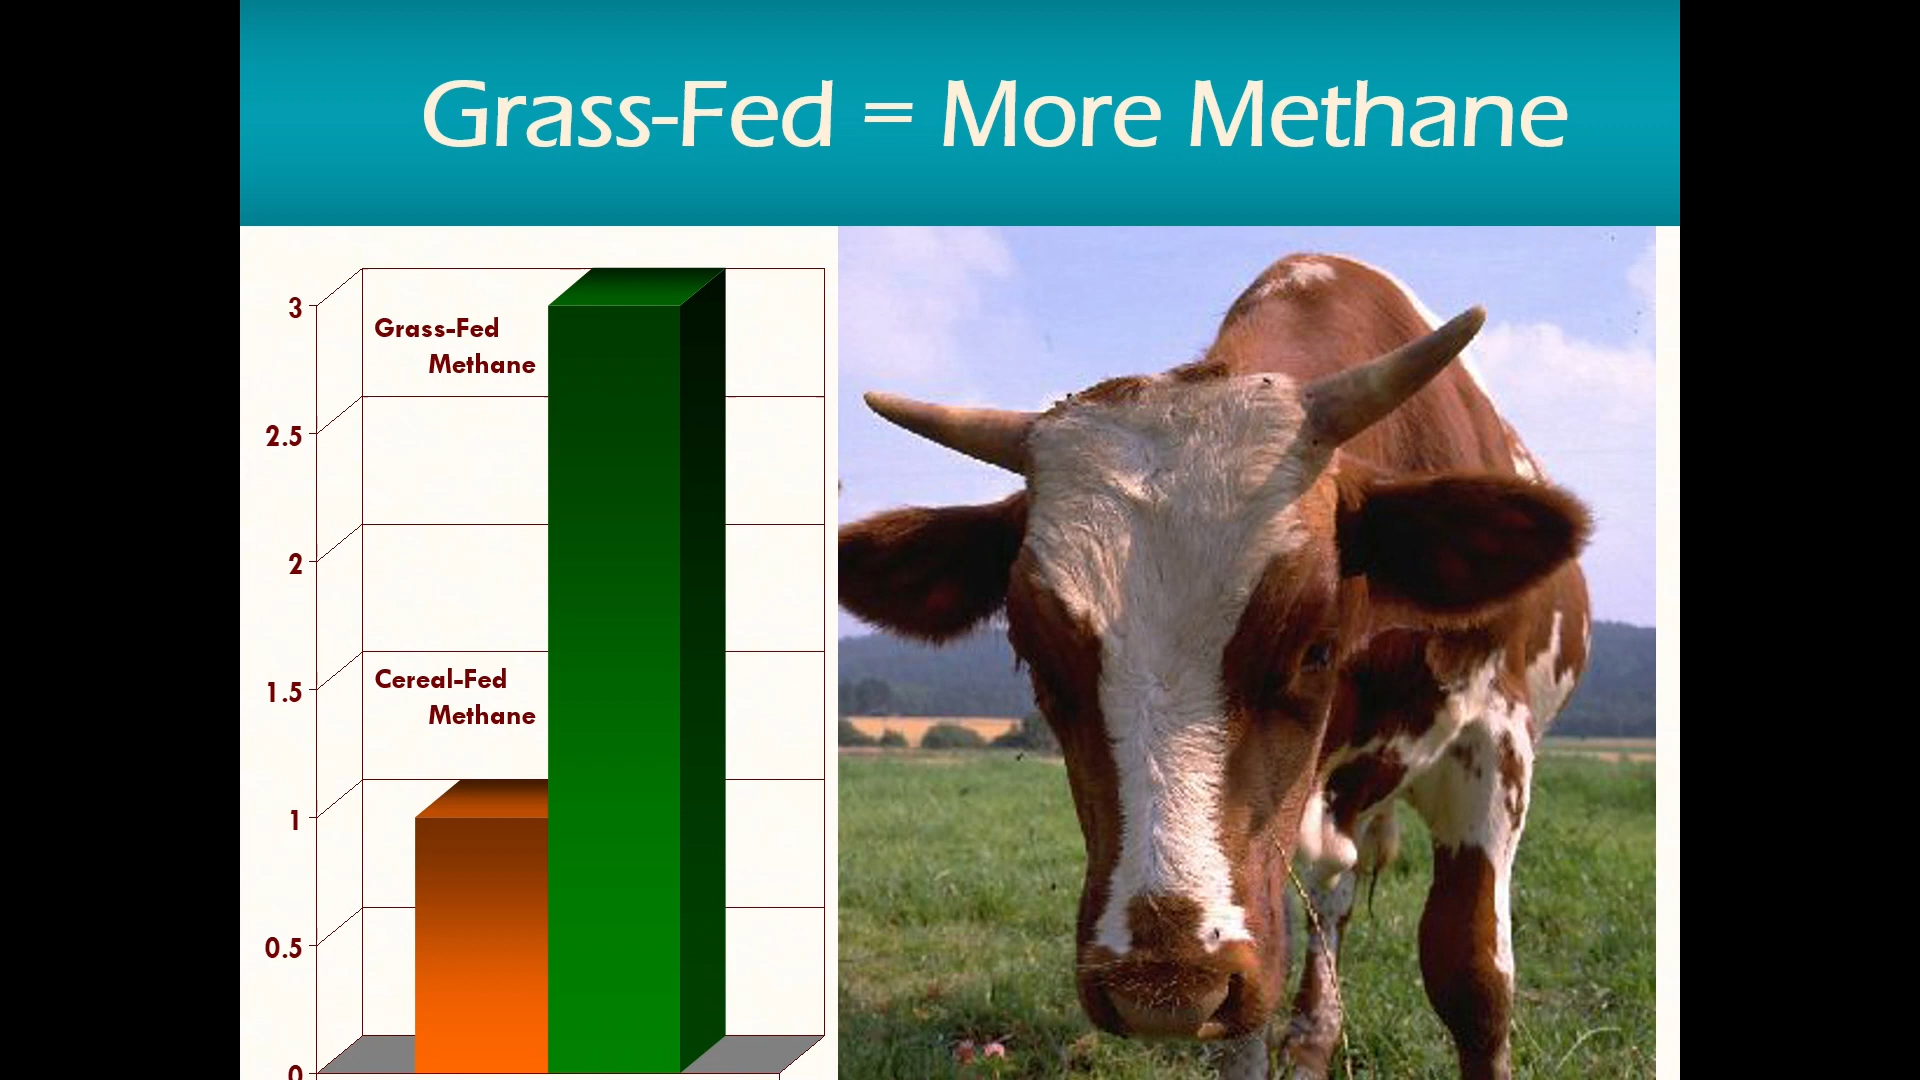 Grass-Fed = More Methane
3
Grass-Fed
Methane
2.5
2
1.5
Cereal-Fed
Methane
1
0.5
0